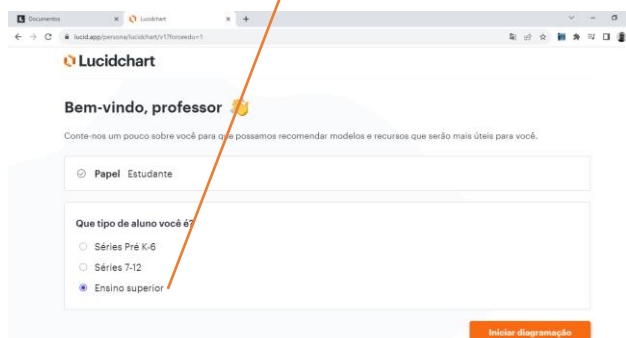 Documentos
Lucidchart
lucid.app/persona/lucidchart/v1?forceedu=1
Lucidchart
Bem-vindo, professor 👋
Conte-nos um pouco sobre você para que possamos recomendar modelos e recursos que serão mais úteis para você.
Papel Estudante
Que tipo de aluno você é?
Séries Pré K-6
Séries 7-12
Ensino superior
Iniciar diagramação